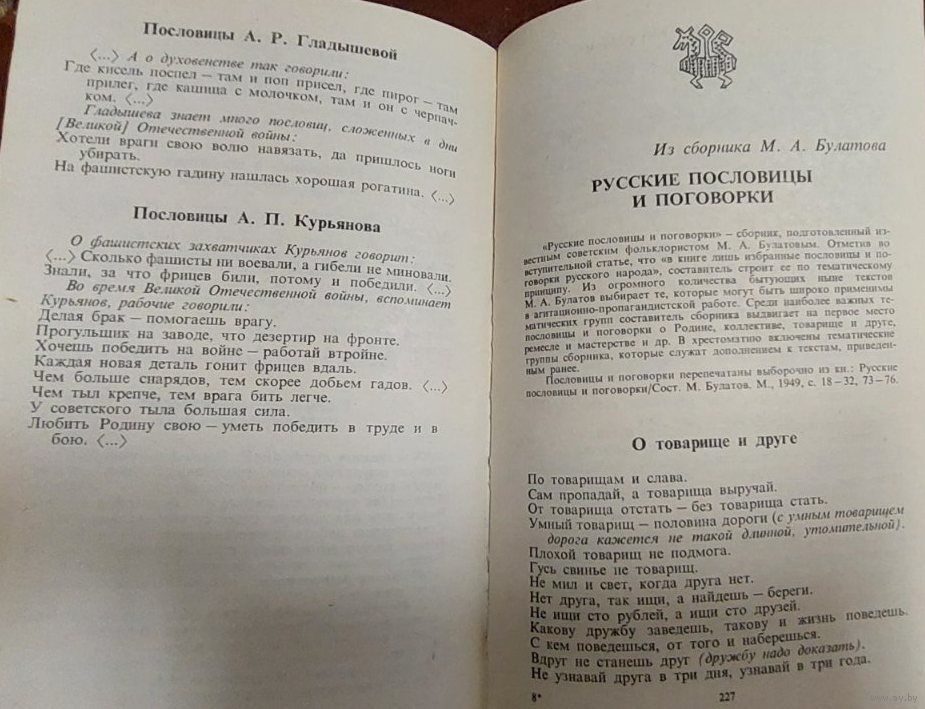 Пословицы А. Р. Гладышевой
〈...〉 А о духовенстве так говорили:
Где кисель поспел — там и поп присел, где пирог — там
прилег, где кашица с молочком, там и он с черпач-
ком. 〈...〉
Гладышева знает много пословиц, сложенных в дни
[Великой] Отечественной войны:
Хотели враги свою волю навязать, да пришлось ноги
убирать.
На фашистскую гадину нашлась хорошая рогатина. 〈...〉
Пословицы А. П. Курьянова
О фашистских захватчиках Курьянов говорит:
〈...〉 Сколько фашисты ни воевали, а гибели не миновали.
Знали, за что фрицев били, потому и победили. 〈...〉
Во время Великой Отечественной войны, вспоминает
Курьянов, рабочие говорили:
Делая брак — помогаешь врагу.
Прогульщик на заводе, что дезертир на фронте.
Хочешь победить на войне — работай втройне.
Каждая новая деталь гонит фрицев вдаль.
Чем больше снарядов, тем скорее добьем гадов. 〈...〉
Чем тыл крепче, тем врага бить легче.
У советского тыла большая сила.
Любить Родину свою — уметь победить в труде и в
бою. 〈...〉
Из сборника М. А. Булатова
РУССКИЕ ПОСЛОВИЦЫ
И ПОГОВОРКИ
«Русские пословицы и поговорки» — сборник, подготовленный из-
вестным советским фольклористом М. А. Булатовым. Отметив во
вступительной статье, что «в книге лишь избранные пословицы и по-
говорки русского народа», составитель строит ее по тематическому
принципу. Из огромного количества бытующих ныне текстов
М. А. Булатов выбирает те, которые могут быть широко применимы
в агитационно-пропагандистской работе. Среди наиболее важных те-
матических групп составитель сборника выдвигает на первое место
пословицы и поговорки о Родине, коллективе, товарище и друге,
ремесле и мастерстве и др. В хрестоматию включены тематические
группы сборника, которые служат дополнением к текстам, приведен-
ным ранее.
Пословицы и поговорки перепечатаны выборочно из кн.: Русские
пословицы и поговорки/Сост. М. Булатов. М., 1949, с. 18—32, 73—76.
О товарище и друге
По товарищам и слава.
Сам пропадай, а товарища выручай.
От товарища отстать — без товарища стать.
Умный товарищ — половина дороги (с умным товарищем
дорога кажется не такой длинной, утомительной).
Плохой товарищ не подмога.
Гусь свинье не товарищ.
Не мил и свет, когда друга нет.
Нет друга, так ищи, а найдешь — береги.
Не ищи сто рублей, а ищи сто друзей.
Какову дружбу заведешь, такову и жизнь поведешь.
С кем поведешься, от того и наберешься.
Вдруг не станешь друг (дружбу надо доказать).
Не узнавай друга в три дня, узнавай в три года.
8*
227
www.ay.by